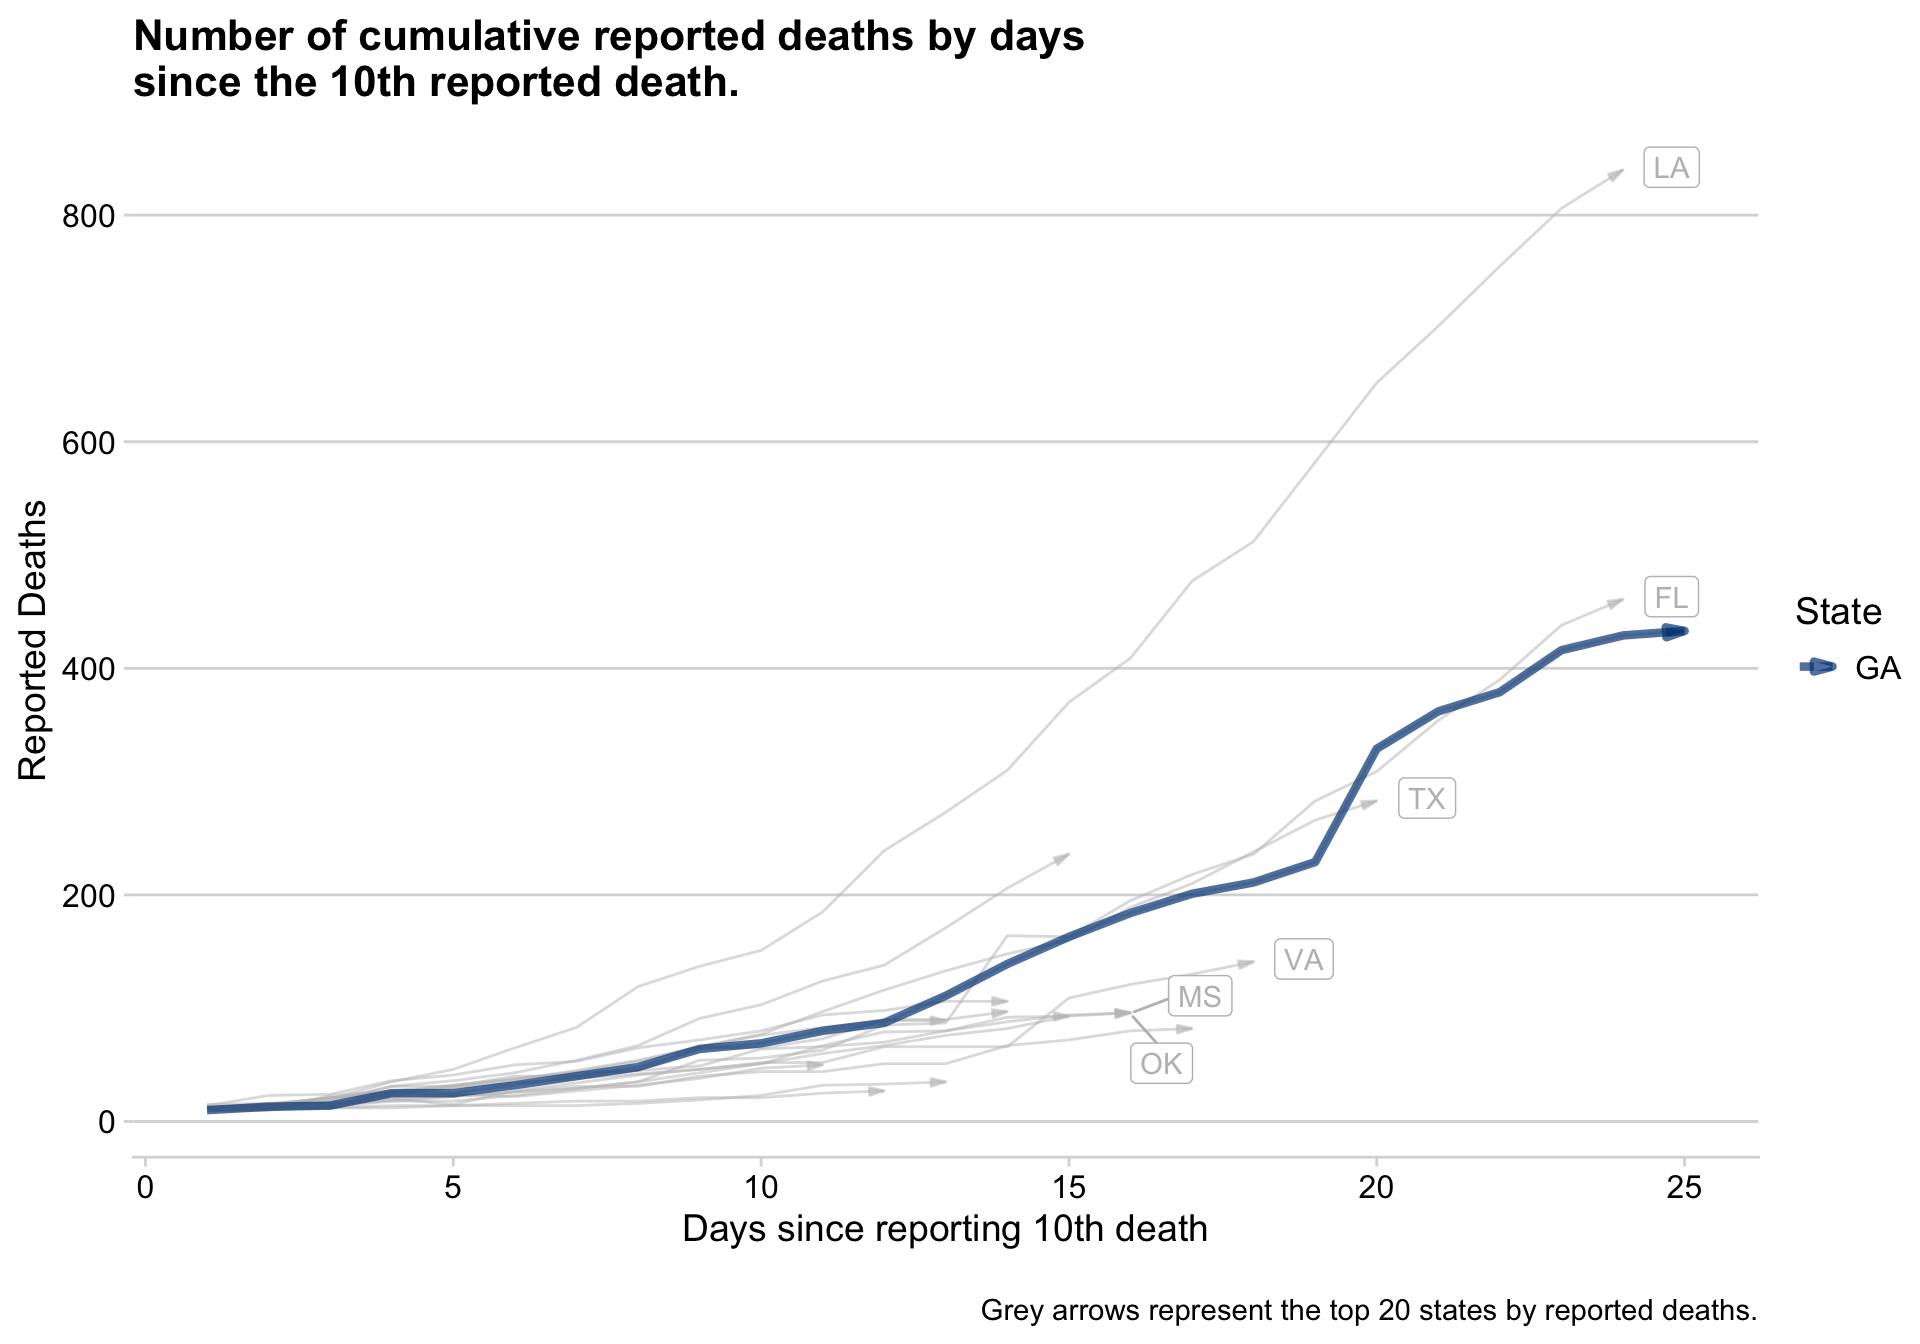 Number of cumulative reported deaths by days
since the 10th reported death.
LA
800
600
FL
State
GA
400
TX
200
VA
MS
OK
0
Reported Deaths
0 5 10 15 20 25
Days since reporting 10th death
Grey arrows represent the top 20 states by reported deaths.